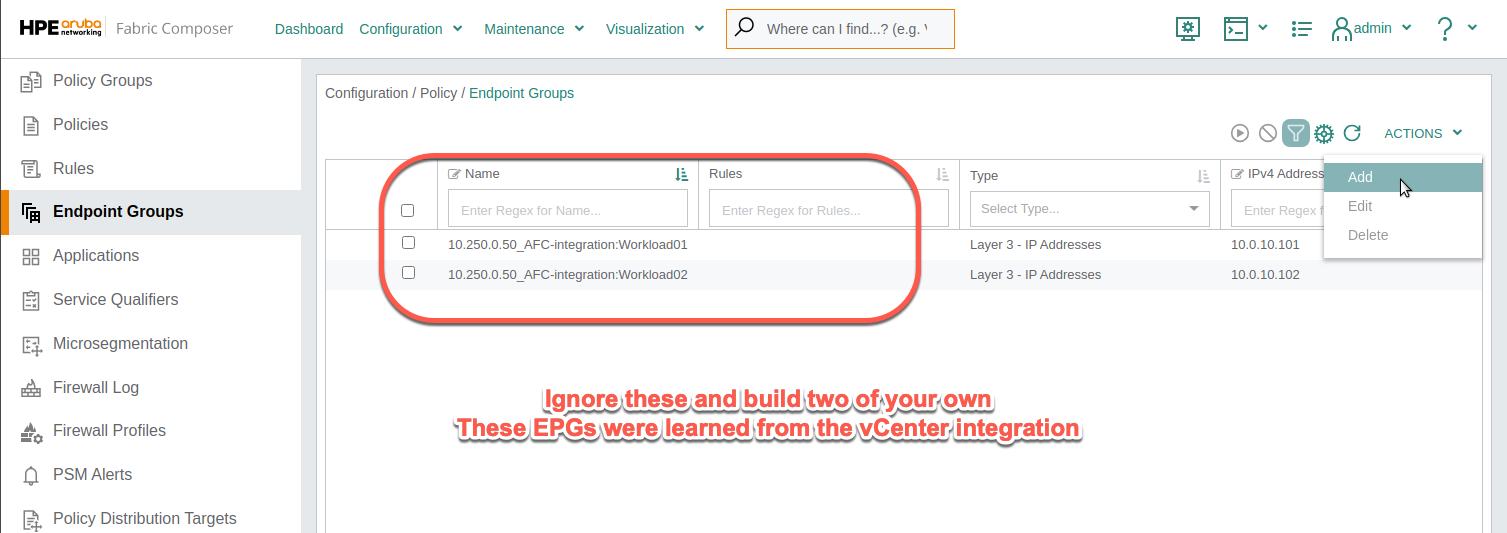 HPE aruba networking Fabric Composer Dashboard Configuration Maintenance Visualization Where can I find...? (e.g. \ admin
Policy Groups
Policies
Rules
Endpoint Groups
Applications
Service Qualifiers
Microsegmentation
Firewall Log
Firewall Profiles
PSM Alerts
Policy Distribution Targets
Configuration / Policy / Endpoint Groups
ACTIONS
Add
Edit
Delete
Name Rules Type IPv4 Address
Enter Regex for Name... Enter Regex for Rules... Select Type... Enter Regex
10.250.0.50_AFC-integration:Workload01 Layer 3 - IP Addresses 10.0.10.101
10.250.0.50_AFC-integration:Workload02 Layer 3 - IP Addresses 10.0.10.102
Ignore these and build two of your own
These EPGs were learned from the vCenter integration